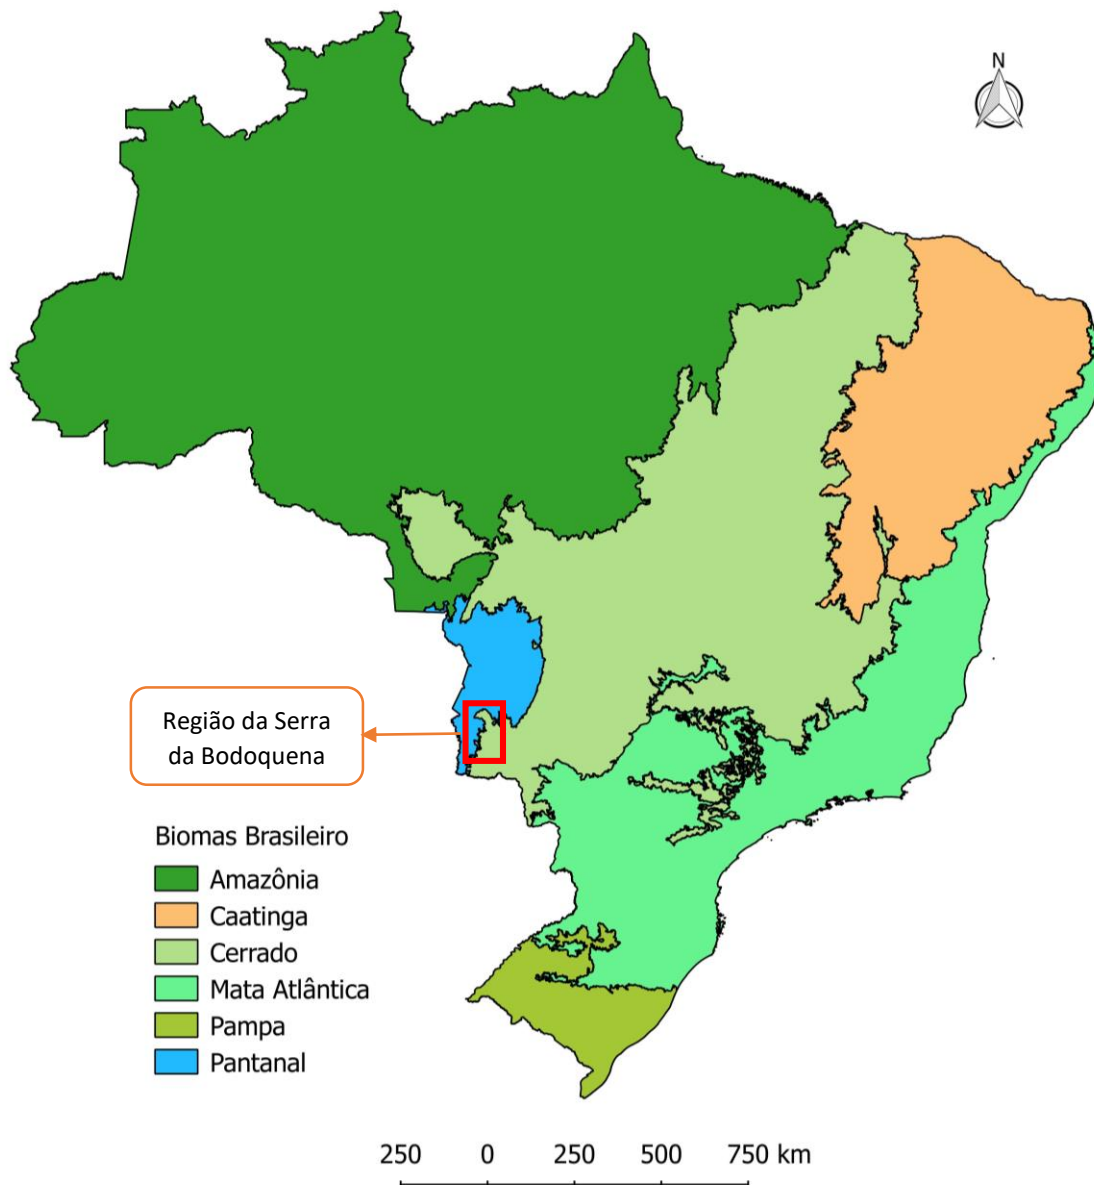 N
Região da Serra
da Bodoquena
Biomas Brasileiro
Amazônia
Caatinga
Cerrado
Mata Atlântica
Pampa
Pantanal
250 0 250 500 750 km